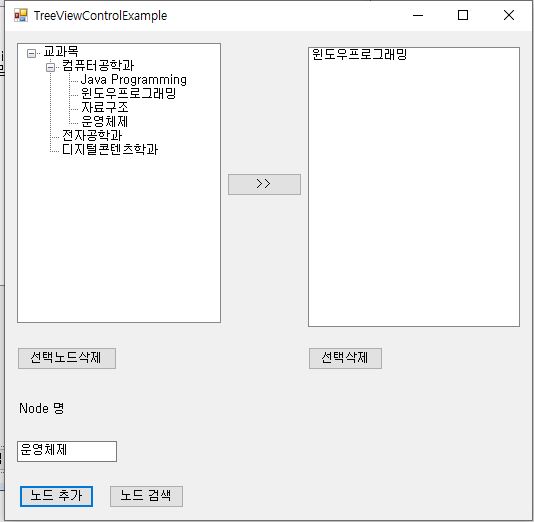 TreeViewControlExample
교과목
컴퓨터공학과
Java Programming
윈도우프로그래밍
자료구조
운영체제
전자공학과
디지털콘텐츠학과
>>
윈도우프로그래밍
선택노드삭제
선택삭제
Node 명
운영체제
노드 추가
노드 검색